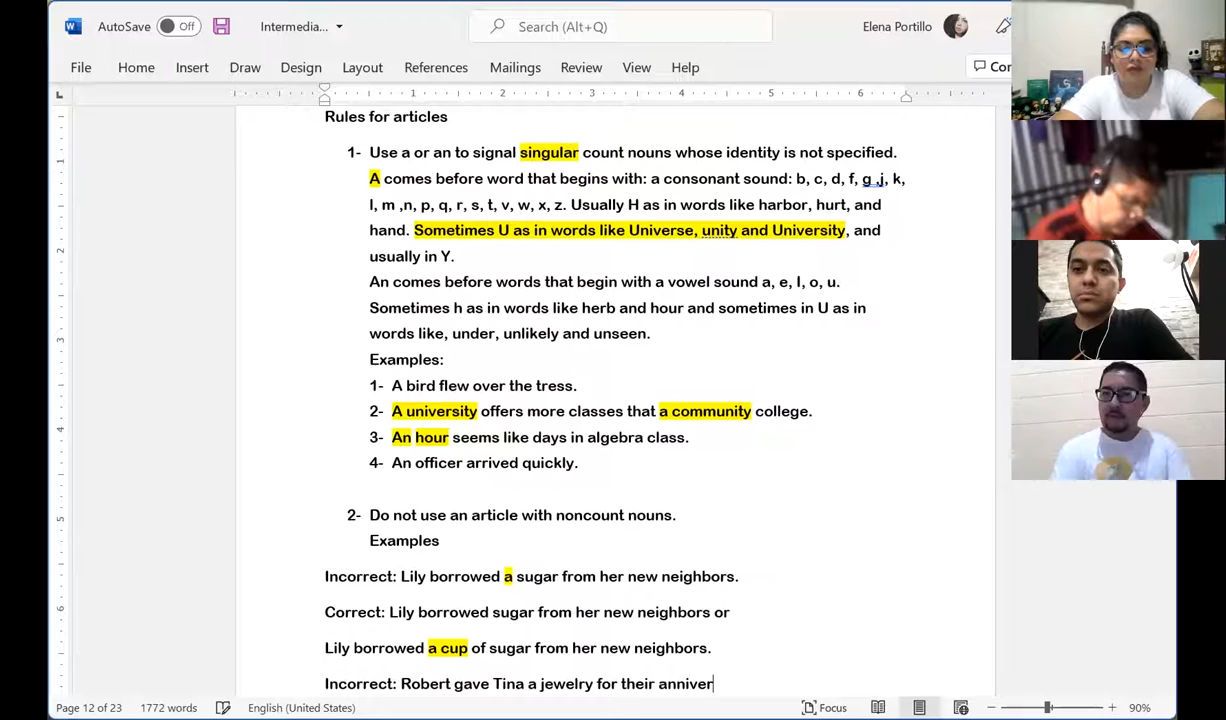 AutoSave Off Intermedia... Search (Alt+Q) Elena Portillo
File Home Insert Draw Design Layout References Mailings Review View Help Con
1 2 3 4 5 6
Rules for articles
1- Use a or an to signal singular count nouns whose identity is not specified.
A comes before word that begins with: a consonant sound: b, c, d, f, g ,j, k,
l, m ,n, p, q, r, s, t, v, w, x, z. Usually H as in words like harbor, hurt, and
hand. Sometimes U as in words like Universe, unity and University, and
usually in Y.
An comes before words that begin with a vowel sound a, e, I, o, u.
Sometimes h as in words like herb and hour and sometimes in U as in
words like, under, unlikely and unseen.
Examples:
1- A bird flew over the tress.
2- A university offers more classes that a community college.
3- An hour seems like days in algebra class.
4- An officer arrived quickly.
2- Do not use an article with noncount nouns.
Examples
Incorrect: Lily borrowed a sugar from her new neighbors.
Correct: Lily borrowed sugar from her new neighbors or
Lily borrowed a cup of sugar from her new neighbors.
Incorrect: Robert gave Tina a jewelry for their anniver
Page 12 of 23 1772 words English (United States) Focus 90%